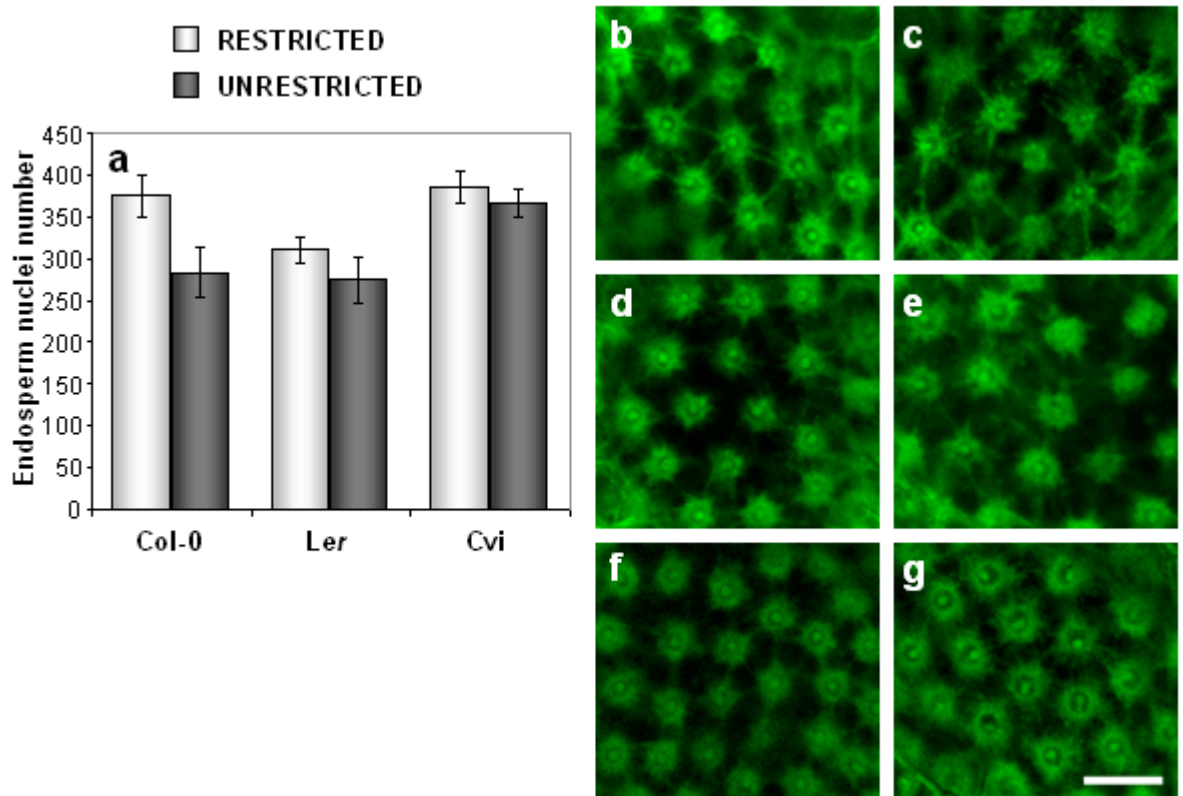 RESTRICTED
UNRESTRICTED
a
Endosperm nuclei number
450
400
350
300
250
200
150
100
50
0
Col-0
Ler
Cvi
b
c
d
e
f
g